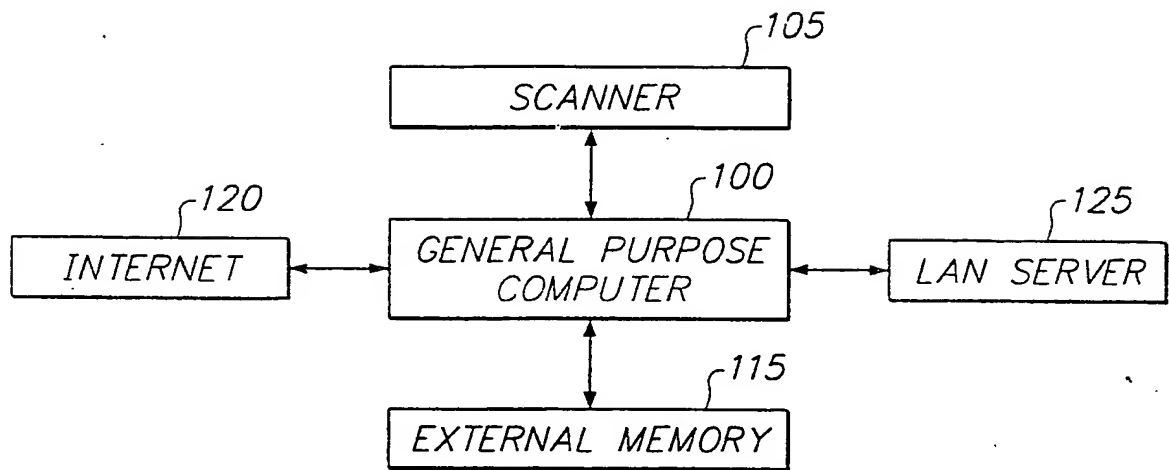 105
SCANNER
120
100
125
INTERNET
GENERAL PURPOSE
COMPUTER
LAN SERVER
115
EXTERNAL MEMORY